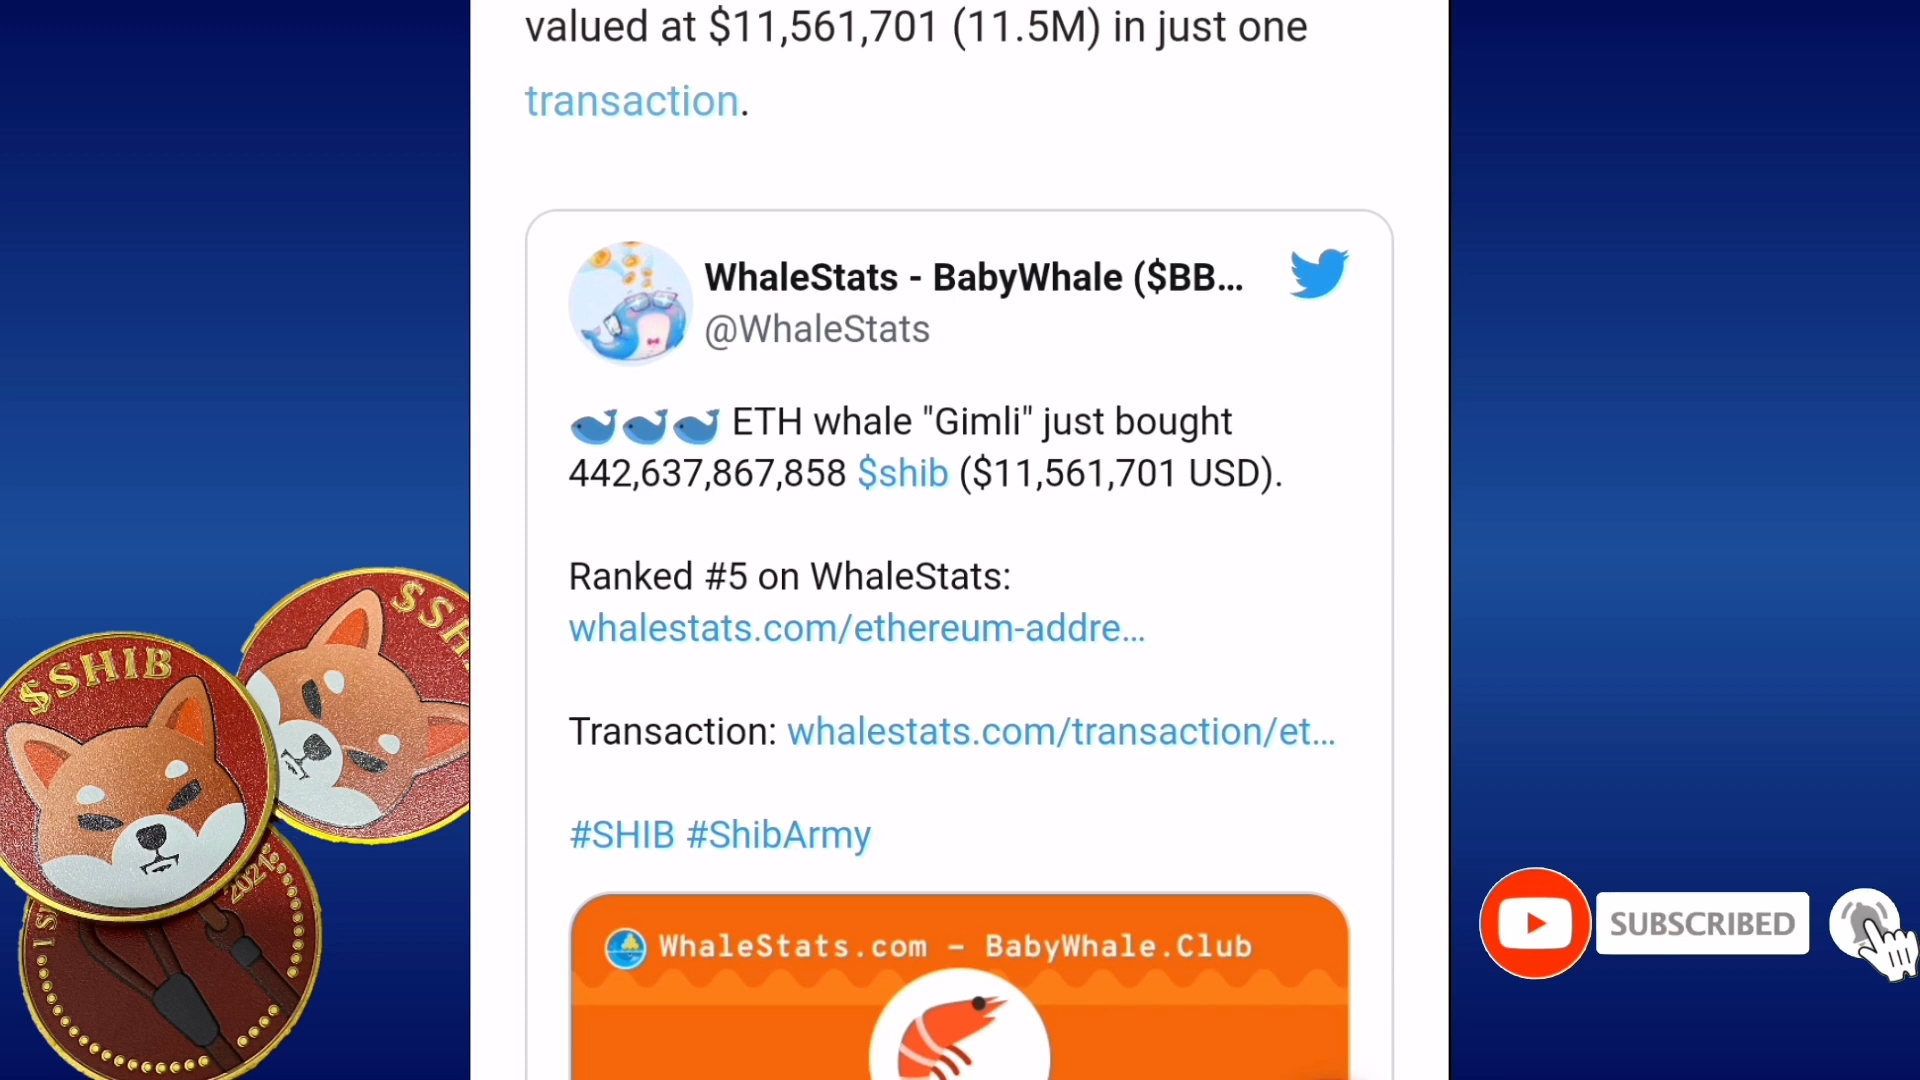 valued at $11,561,701 (11.5M) in just one
transaction.
WhaleStats - BabyWhale ($BB...
@WhaleStats
🐳🐳🐳 ETH whale "Gimli" just bought
442,637,867,858 $shib ($11,561,701 USD).
Ranked #5 on WhaleStats:
whalestats.com/ethereum-addre...
Transaction: whalestats.com/transaction/et...
#SHIB #ShibArmy
WhaleStats.com – BabyWhale.Club
$SHIB
$SH
2021
SUBSCRIBED